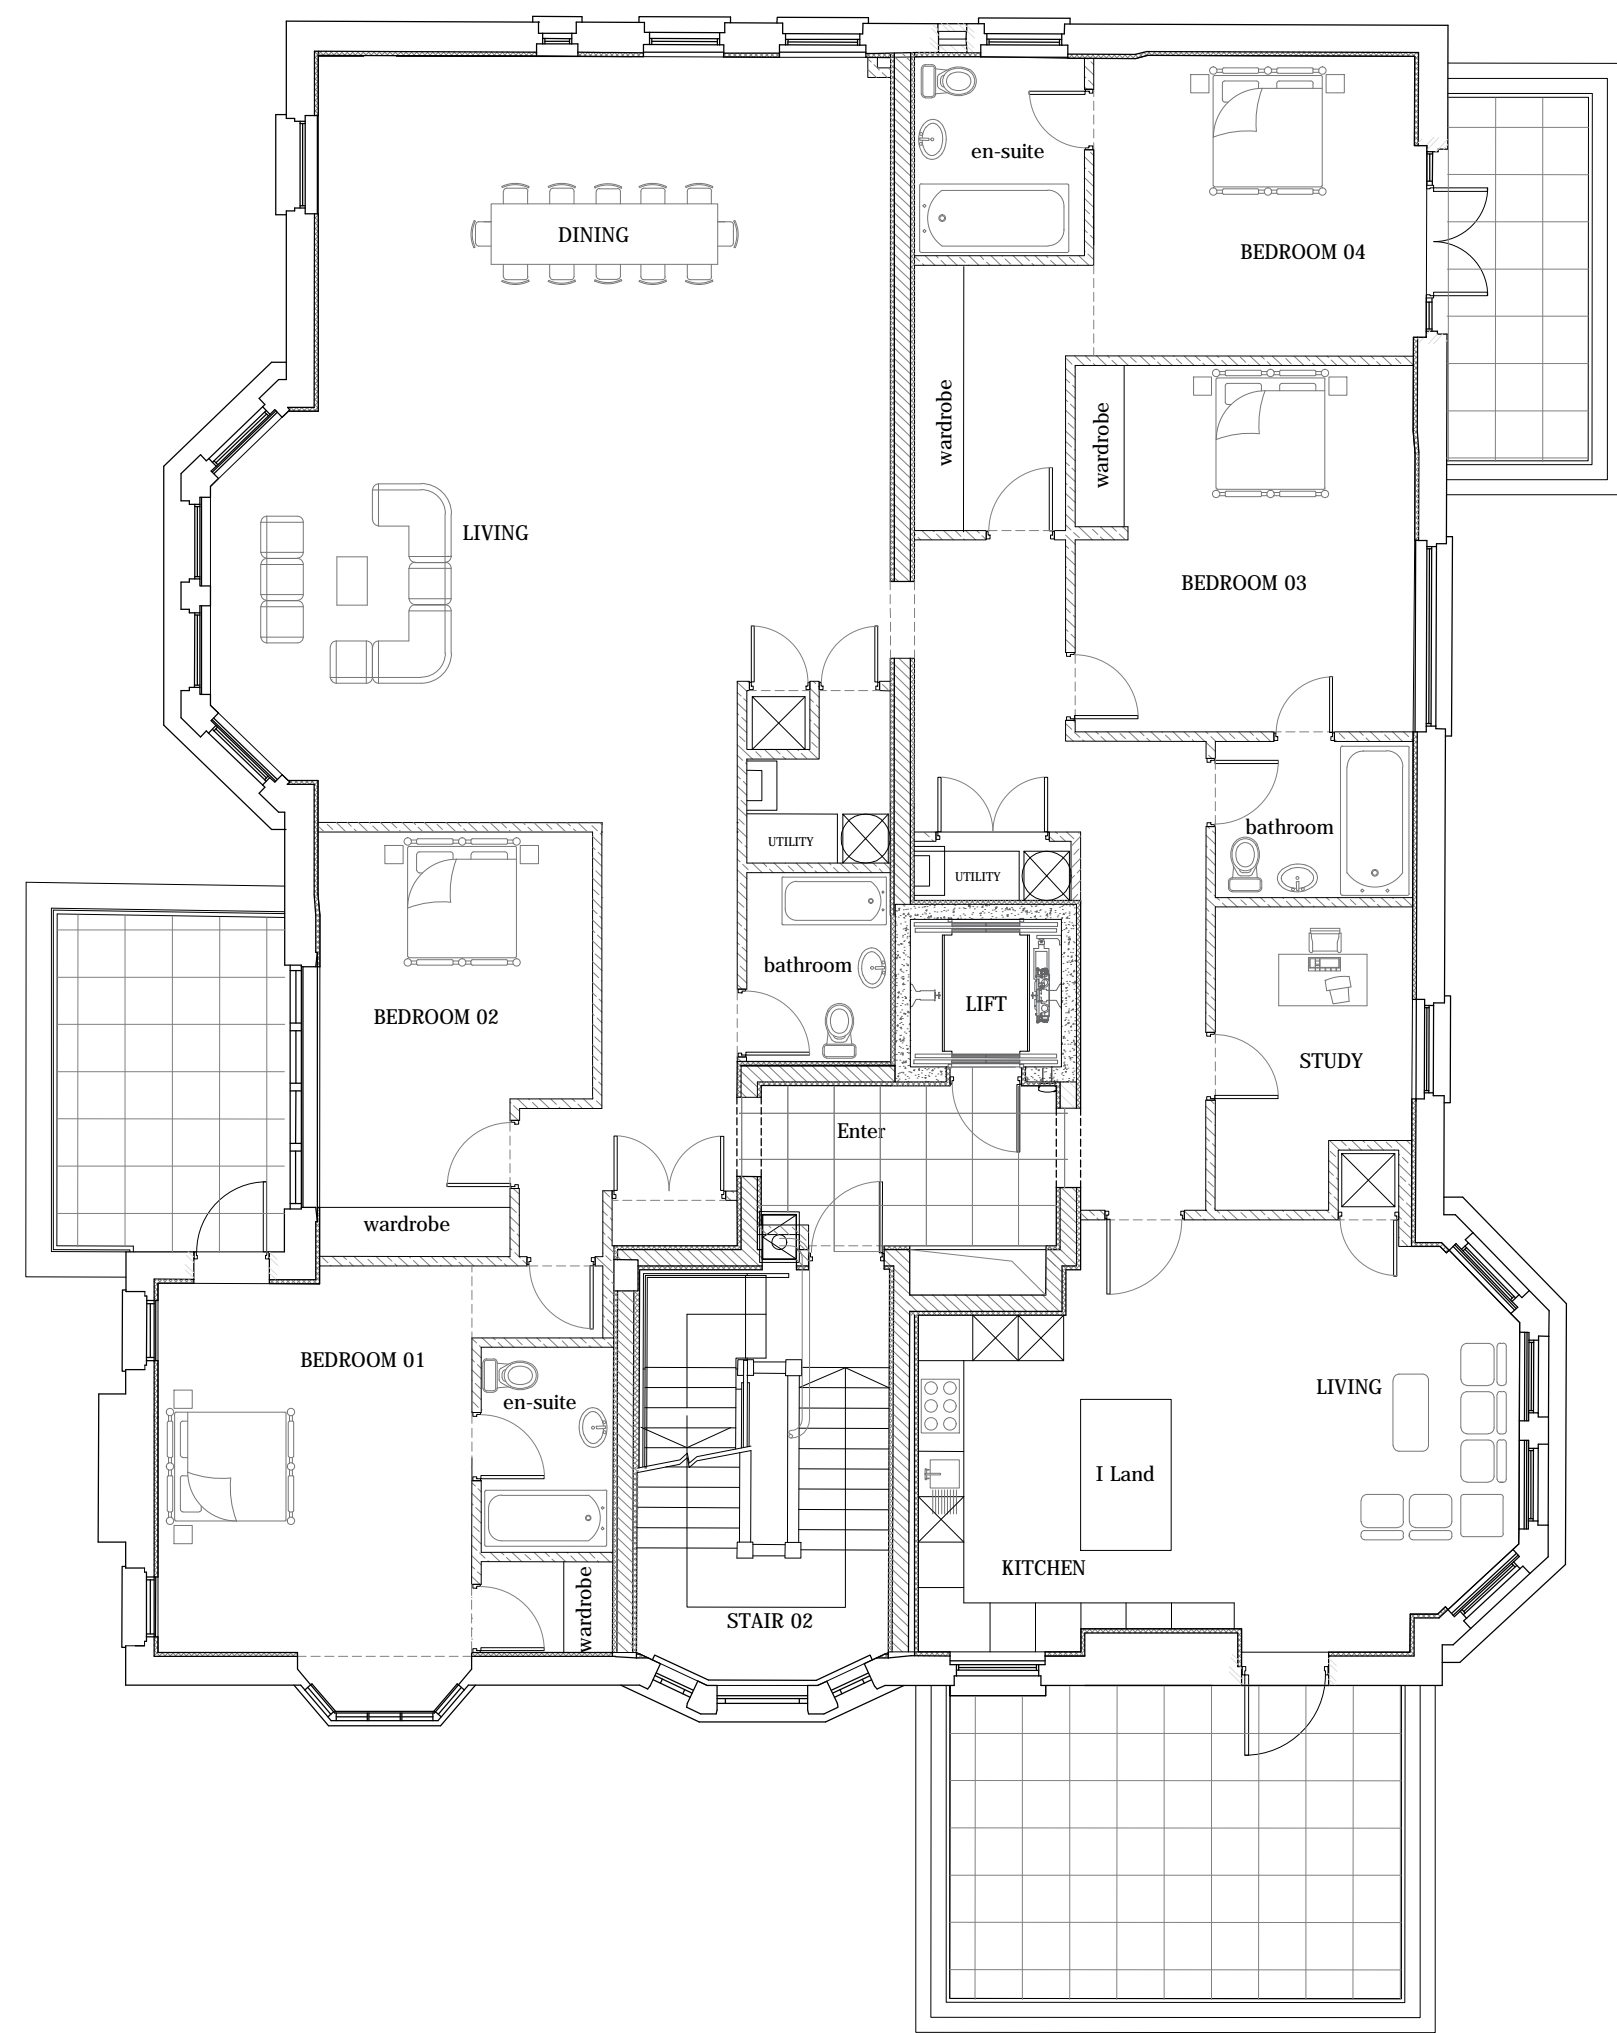 en-suite
DINING
BEDROOM 04
wardrobe
wardrobe
LIVING
BEDROOM 03
UTILITY
bathroom
UTILITY
bathroom
LIFT
BEDROOM 02
STUDY
Enter
wardrobe
BEDROOM 01
LIVING
en-suite
I Land
KITCHEN
wardrobe
STAIR 02